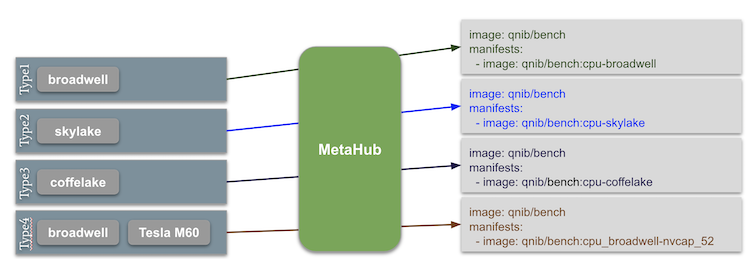 Type1
broadwell
Type2
skylake
Type3
coffelake
Type4
broadwell
Tesla M60
MetaHub
image: qnib/bench
manifests:
- image: qnib/bench:cpu-broadwell
image: qnib/bench
manifests:
- image: qnib/bench:cpu-skylake
image: qnib/bench
manifests:
- image: qnib/bench:cpu-coffelake
image: qnib/bench
manifests:
- image: qnib/bench:cpu_broadwell-nvcap_52